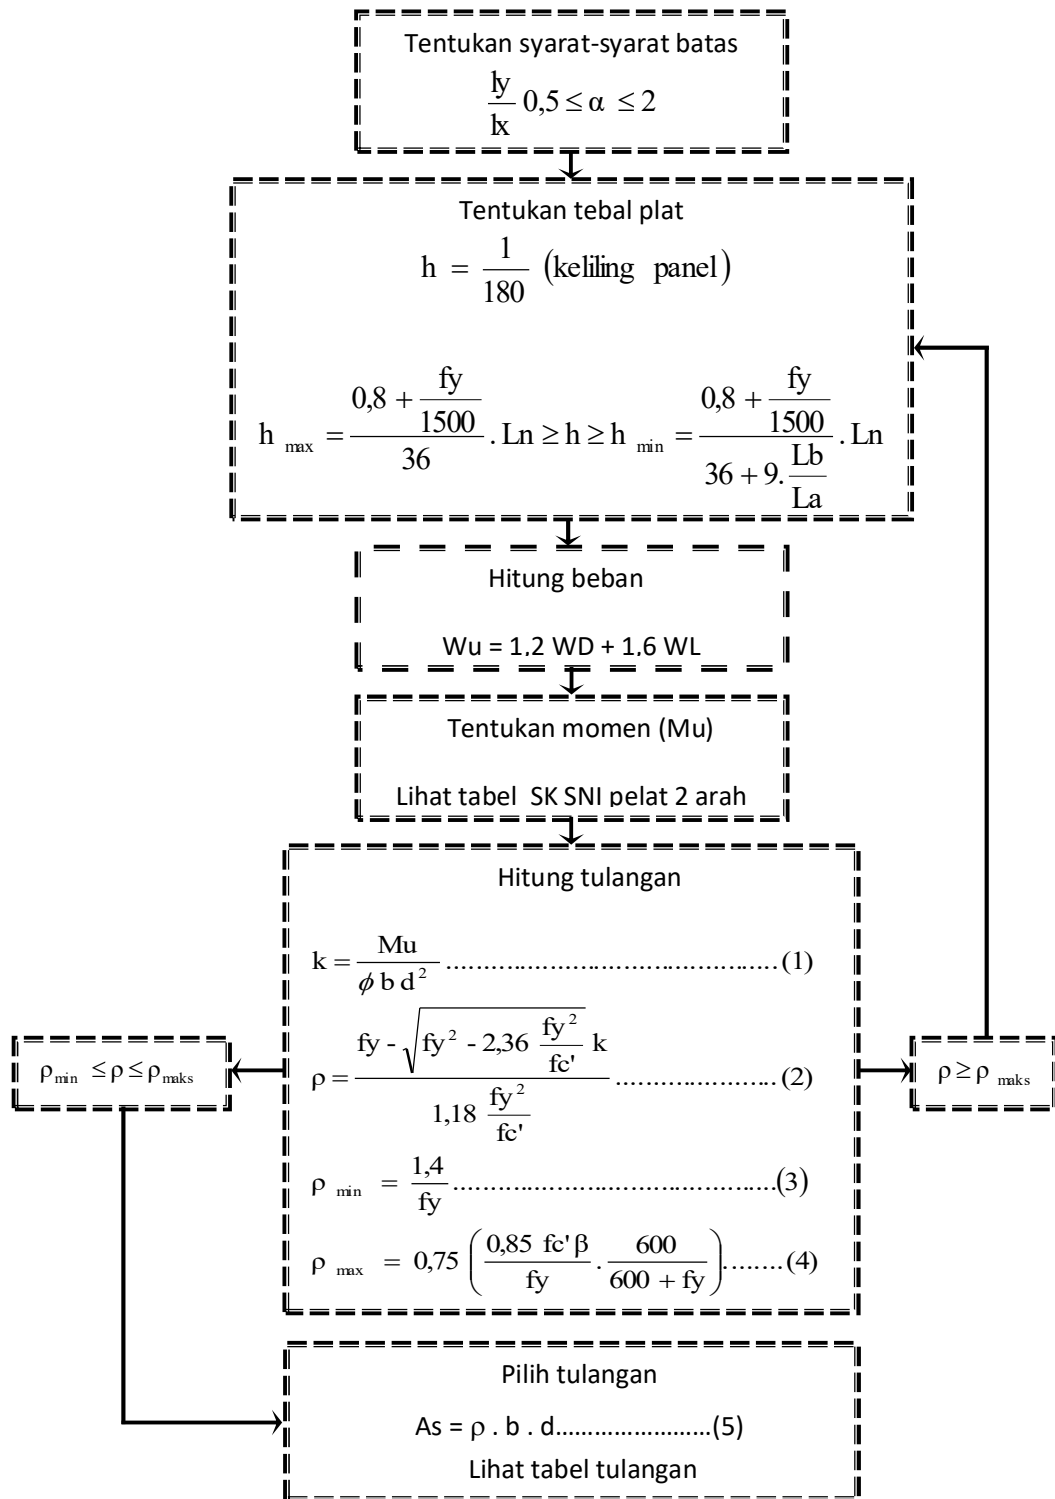 Tentukan syarat-syarat batas
ly/lx 0,5 ≤ α ≤ 2
Tentukan tebal plat
h = 1/180 (keliling panel)
h max = (0,8 + fy/1500)/36 . Ln ≥ h ≥ h min = (0,8 + fy/1500)/(36 + 9. Lb/La) . Ln
Hitung beban
Wu = 1,2 WD + 1,6 WL
Tentukan momen (Mu)
Lihat tabel SK SNI pelat 2 arah
Hitung tulangan
k = Mu/(ϕ b d²) ............................................. (1)
ρ = (fy - √(fy² - 2,36 fy²/fc' k))/(1,18 fy²/fc') ...................... (2)
ρ min = 1,4/fy ............................................(3)
ρ max = 0,75 (0,85 fc' β/fy . 600/(600 + fy)) ........(4)
ρmin ≤ ρ ≤ ρmaks
ρ ≥ ρ maks
Pilih tulangan
As = ρ . b . d........................(5)
Lihat tabel tulangan